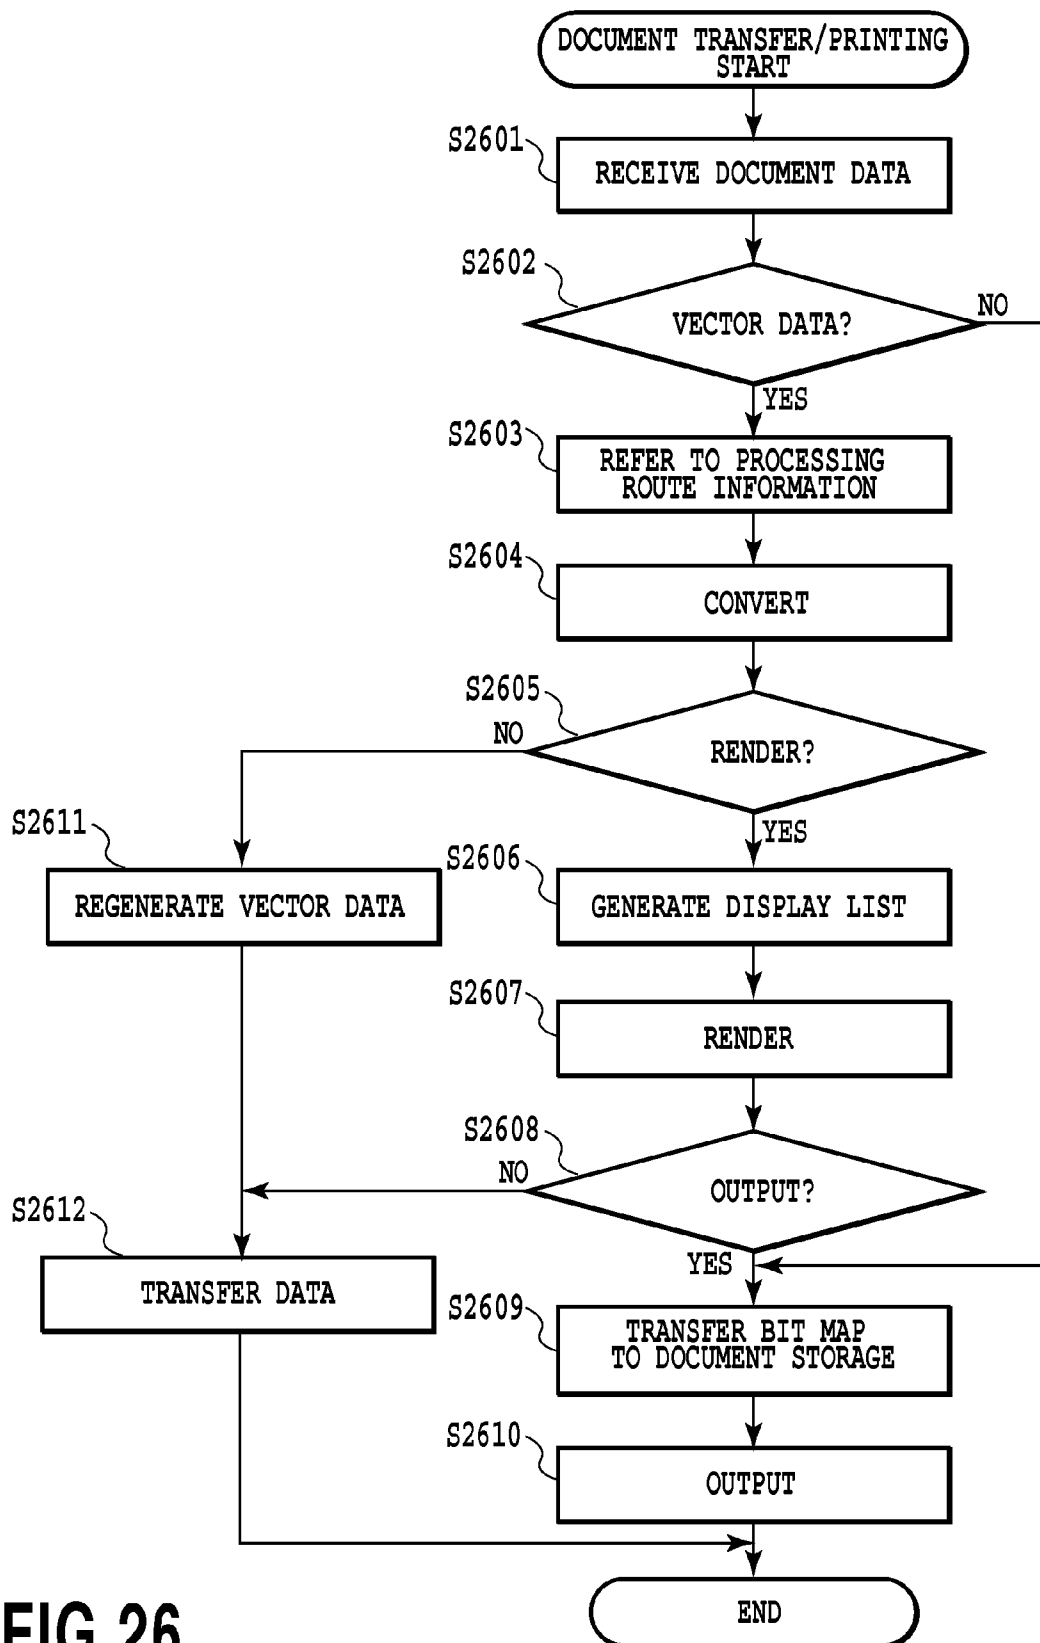 DOCUMENT TRANSFER/PRINTING
START
S2601
RECEIVE DOCUMENT DATA
S2602
VECTOR DATA?
NO
YES
S2603
REFER TO PROCESSING
ROUTE INFORMATION
S2604
CONVERT
S2605
NO
RENDER?
YES
S2611
REGENERATE VECTOR DATA
S2606
GENERATE DISPLAY LIST
S2607
RENDER
S2608
NO
OUTPUT?
YES
S2612
TRANSFER DATA
S2609
TRANSFER BIT MAP
TO DOCUMENT STORAGE
S2610
OUTPUT
END
FIG.26